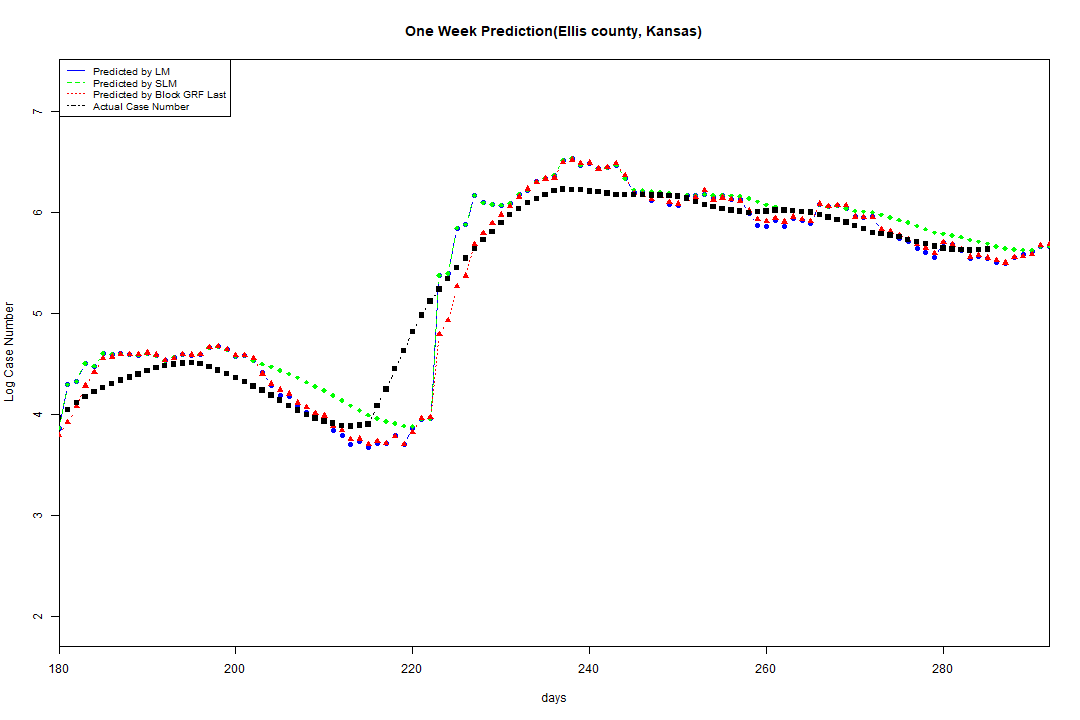 One Week Prediction(Ellis county, Kansas)
Predicted by LM
Predicted by SLM
Predicted by Block GRF Last
Actual Case Number
7
6
5
4
3
2
Log Case Number
180 200 220 240 260 280
days